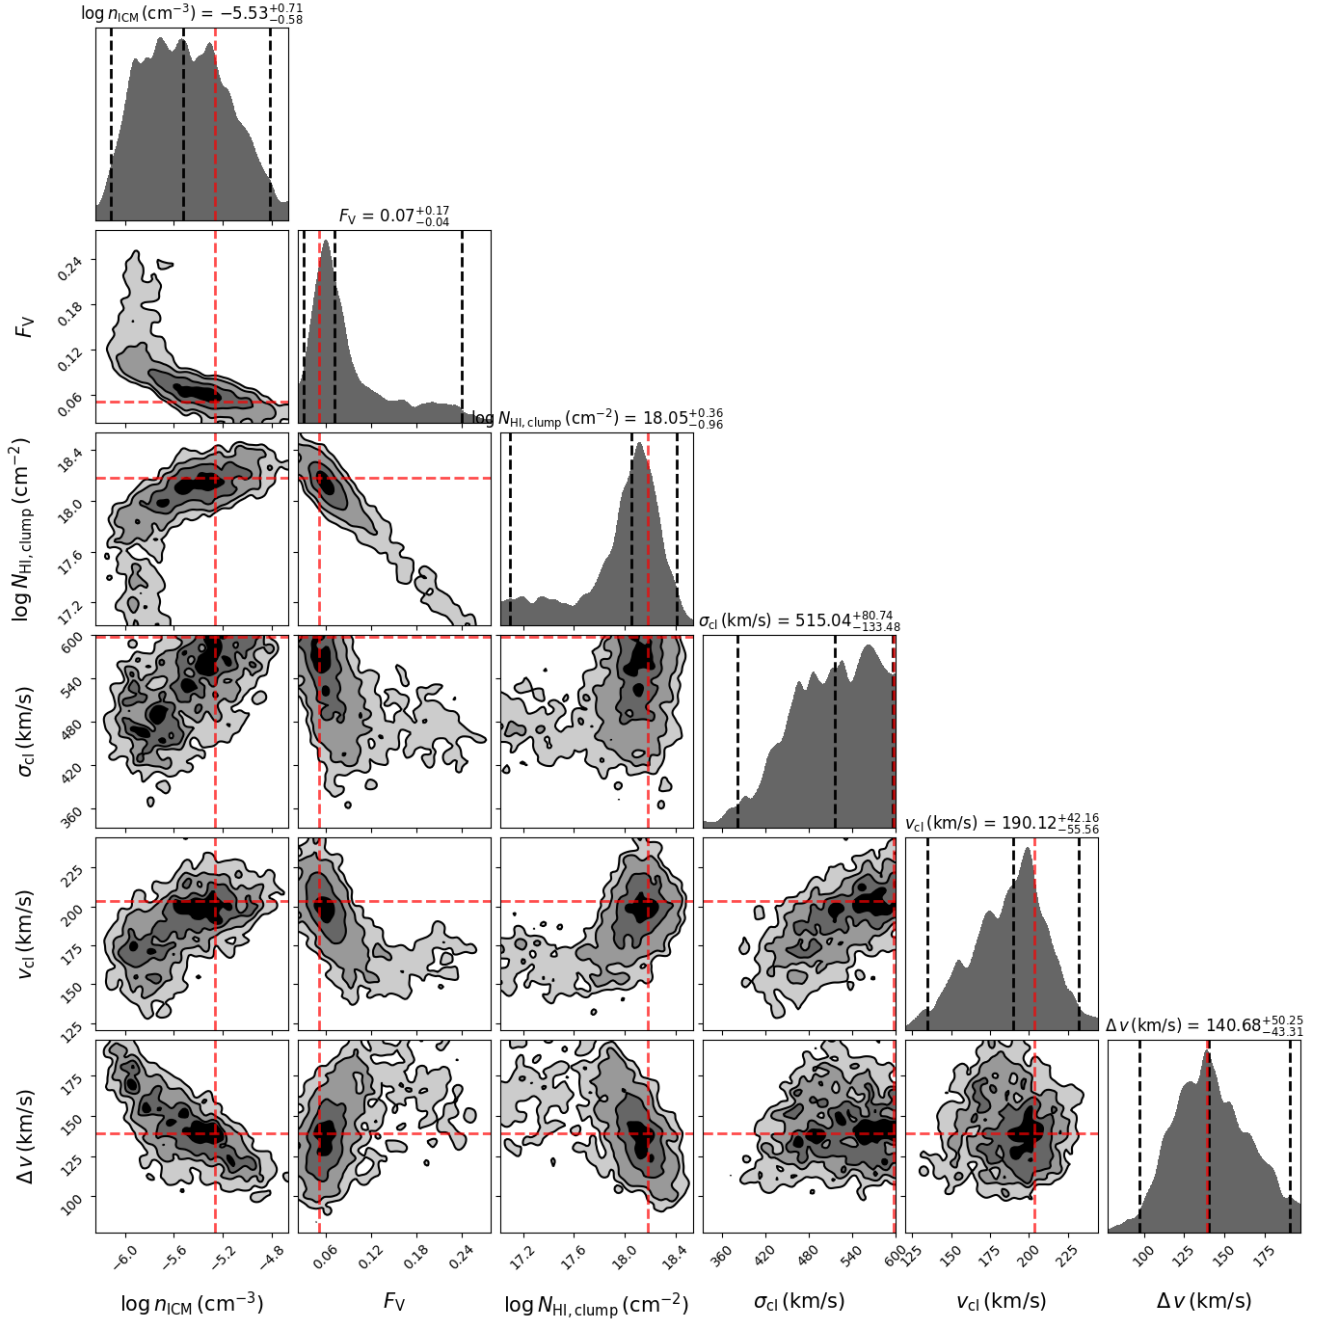 log n_ICM (cm⁻³) = −5.53 +0.71 −0.58
F_V = 0.07 +0.17 −0.04
0.24
0.18
0.12
0.06
F_V
log N_HI, clump (cm⁻²) = 18.05 +0.36 −0.96
18.4
18.0
17.6
17.2
log N_HI, clump (cm⁻²)
σ_cl (km/s) = 515.04 +80.74 −133.48
600
540
480
420
360
σ_cl (km/s)
v_cl (km/s) = 190.12 +42.16 −55.56
225
200
175
150
125
v_cl (km/s)
Δ v (km/s) = 140.68 +50.25 −43.31
175
150
125
100
Δ v (km/s)
−6.0 −5.6 −5.2 −4.8 0.06 0.12 0.18 0.24 17.2 17.6 18.0 18.4 360 420 480 540 600 125 150 175 200 225 100 125 150 175
log n_ICM (cm⁻³) F_V log N_HI, clump (cm⁻²) σ_cl (km/s) v_cl (km/s) Δ v (km/s)